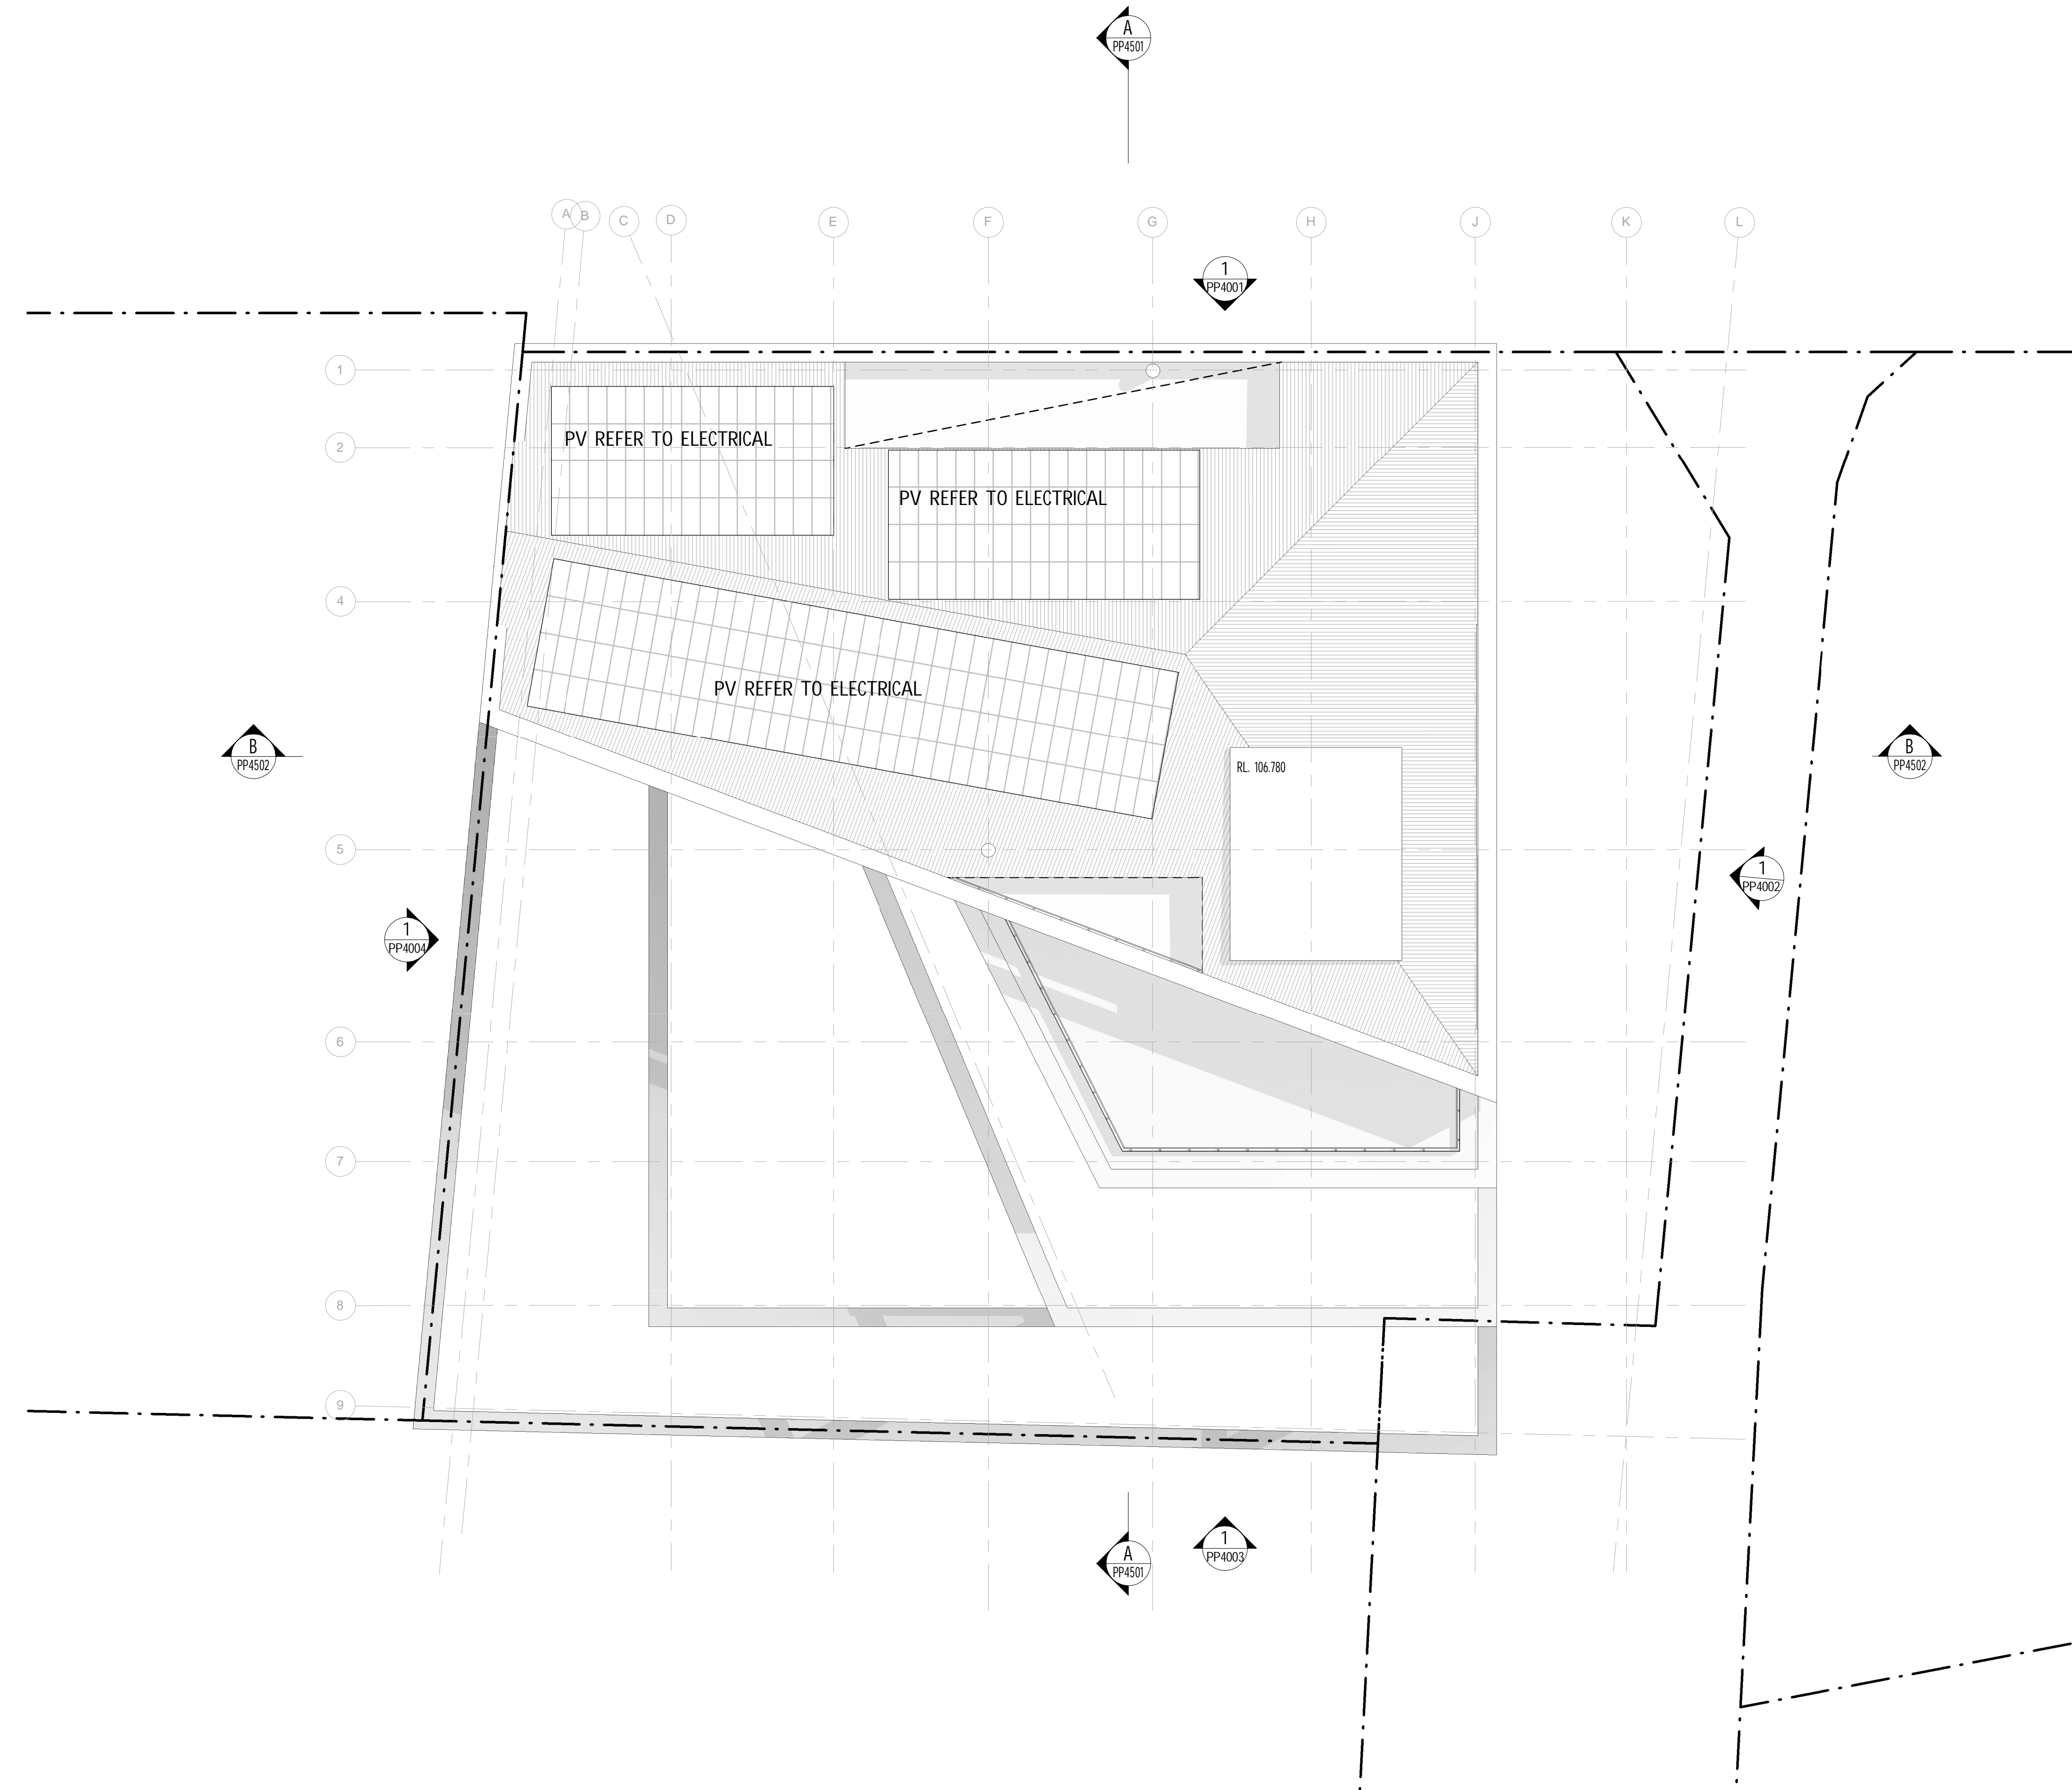 A
PP4501
A B C D E F G H J K L
1
PP4001
1
PV REFER TO ELECTRICAL
2
PV REFER TO ELECTRICAL
4
PV REFER TO ELECTRICAL
B
PP4502
B
PP4502
RL. 106.780
5
1
PP4002
1
PP4004
6
7
8
9
A
PP4501
1
PP4003